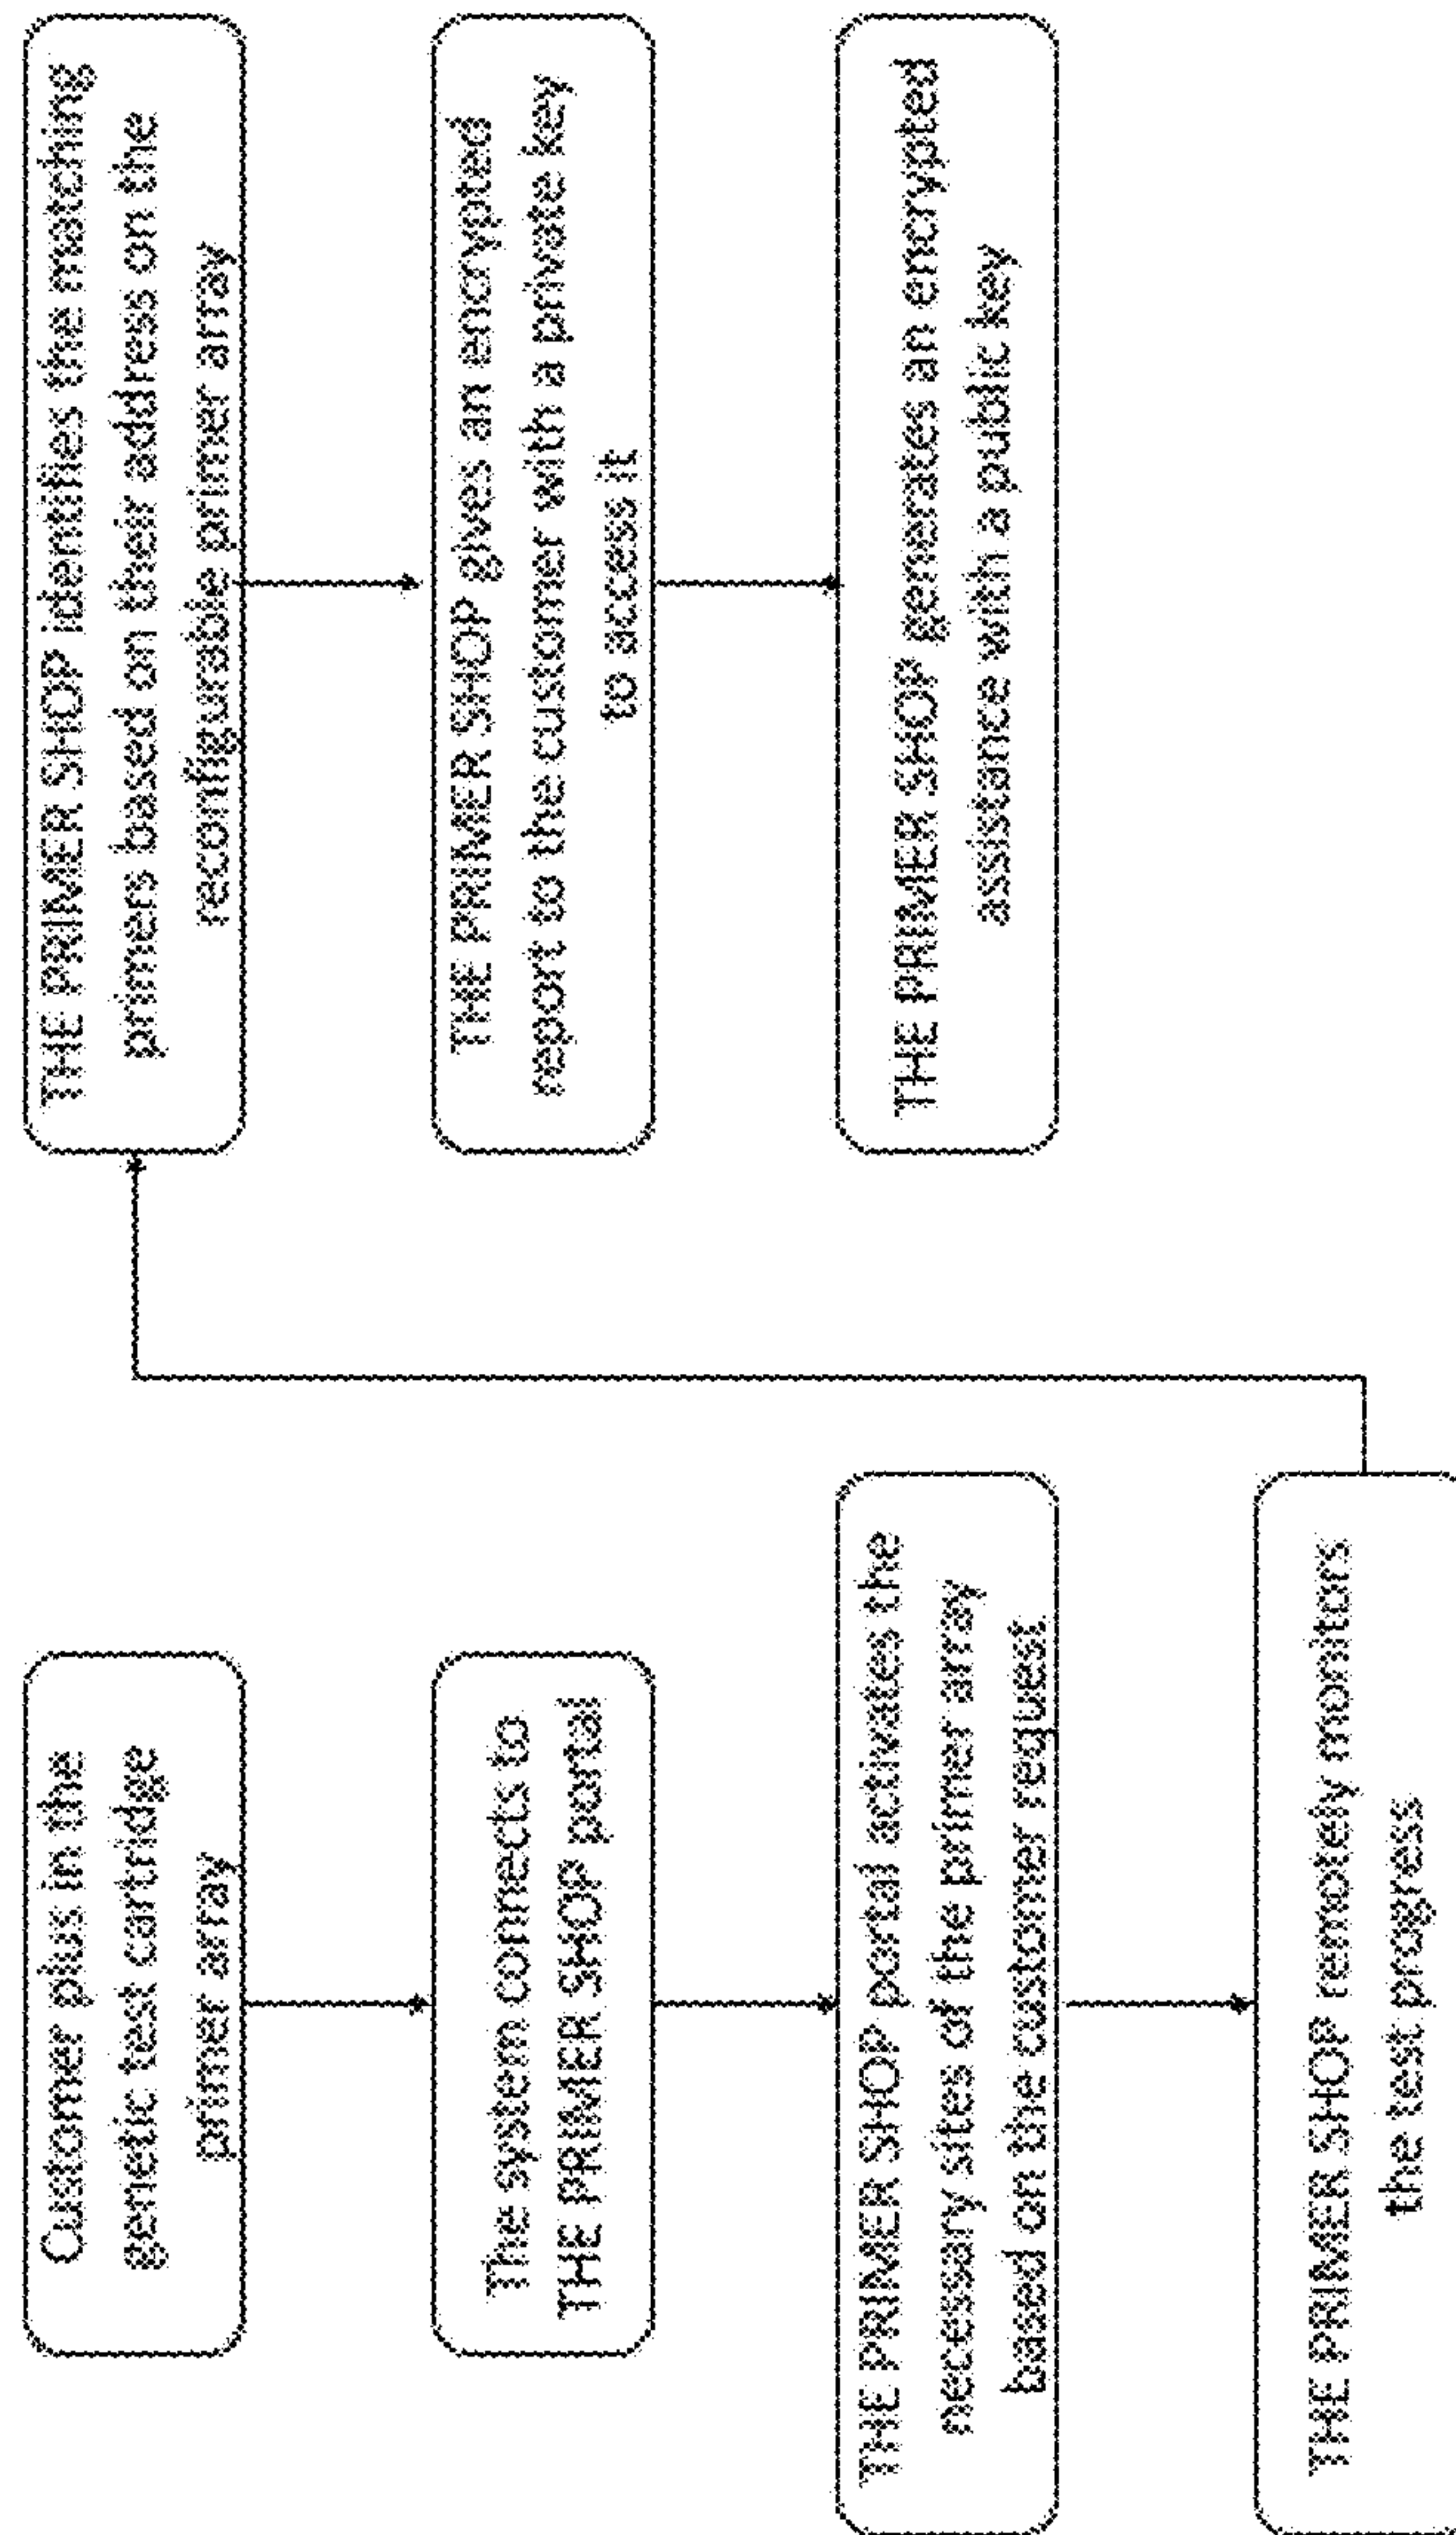 Customer plus in the
genetic test cartridge
primer array
The system connects to
THE PRIMER SHOP portal
THE PRIMER SHOP portal activates the
necessary sites of the primer array
based on the customer request
THE PRIMER SHOP remotely monitors
the test progress
THE PRIMER SHOP identifies the matching
primers based on their address on the
reconfigurable primer array
THE PRIMER SHOP gives an encrypted
report to the customer with a private key
to access it
THE PRIMER SHOP generates an encrypted
assistance with a public key